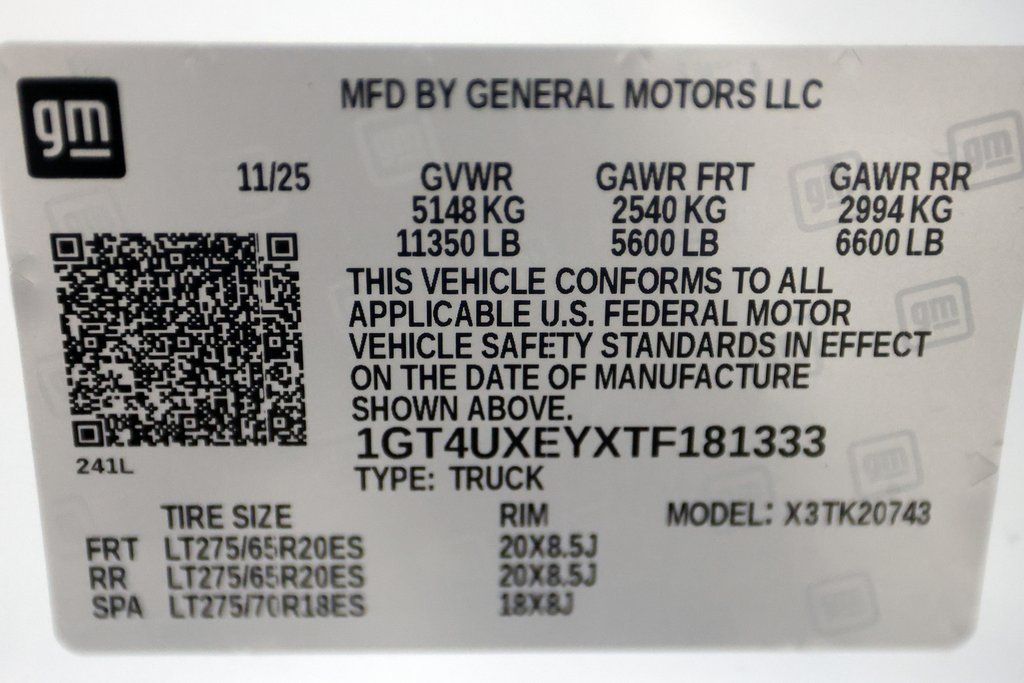 gm
MFD BY GENERAL MOTORS LLC
11/25 GVWR GAWR FRT GAWR RR
5148 KG 2540 KG 2994 KG
11350 LB 5600 LB 6600 LB
THIS VEHICLE CONFORMS TO ALL
APPLICABLE U.S. FEDERAL MOTOR
VEHICLE SAFETY STANDARDS IN EFFECT
ON THE DATE OF MANUFACTURE
SHOWN ABOVE.
1GT4UXEYXTF181333
241L
TYPE: TRUCK
TIRE SIZE RIM MODEL: X3TK20743
FRT LT275/65R20ES 20X8.5J
RR LT275/65R20ES 20X8.5J
SPA LT275/70R18ES 18X8J